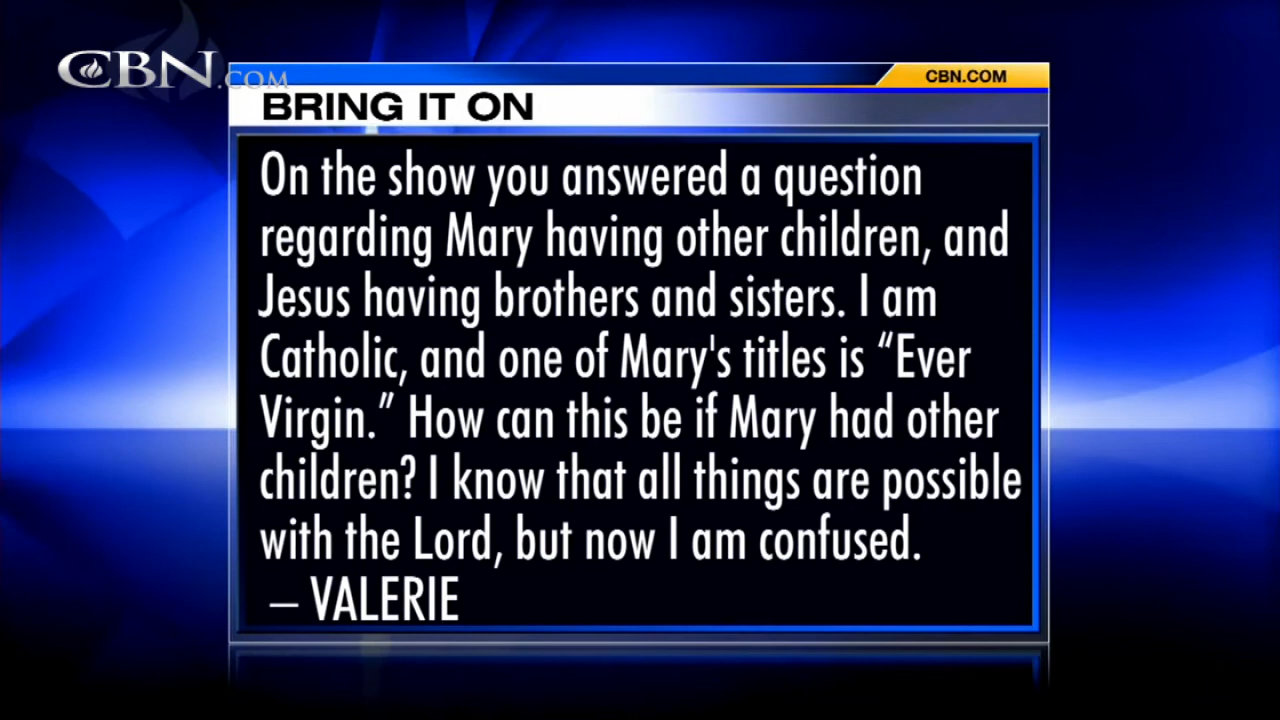 CBN.COM
CBN.COM
BRING IT ON
On the show you answered a question
regarding Mary having other children, and
Jesus having brothers and sisters. I am
Catholic, and one of Mary's titles is “Ever
Virgin.” How can this be if Mary had other
children? I know that all things are possible
with the Lord, but now I am confused.
– VALERIE